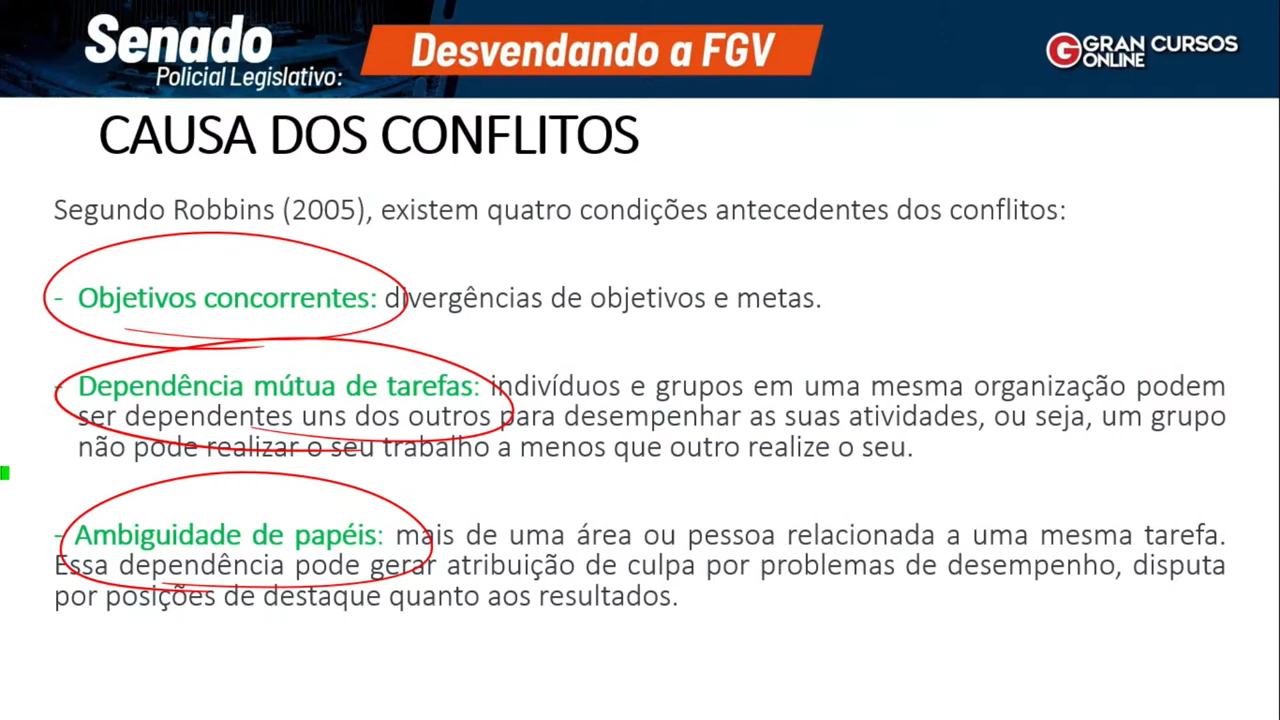 Senado
Policial Legislativo:
Desvendando a FGV
GRAN CURSOS
ONLINE
CAUSA DOS CONFLITOS
Segundo Robbins (2005), existem quatro condições antecedentes dos conflitos:
- Objetivos concorrentes: divergências de objetivos e metas.
- Dependência mútua de tarefas: indivíduos e grupos em uma mesma organização podem
ser dependentes uns dos outros para desempenhar as suas atividades, ou seja, um grupo
não pode realizar o seu trabalho a menos que outro realize o seu.
- Ambiguidade de papéis: mais de uma área ou pessoa relacionada a uma mesma tarefa.
Essa dependência pode gerar atribuição de culpa por problemas de desempenho, disputa
por posições de destaque quanto aos resultados.